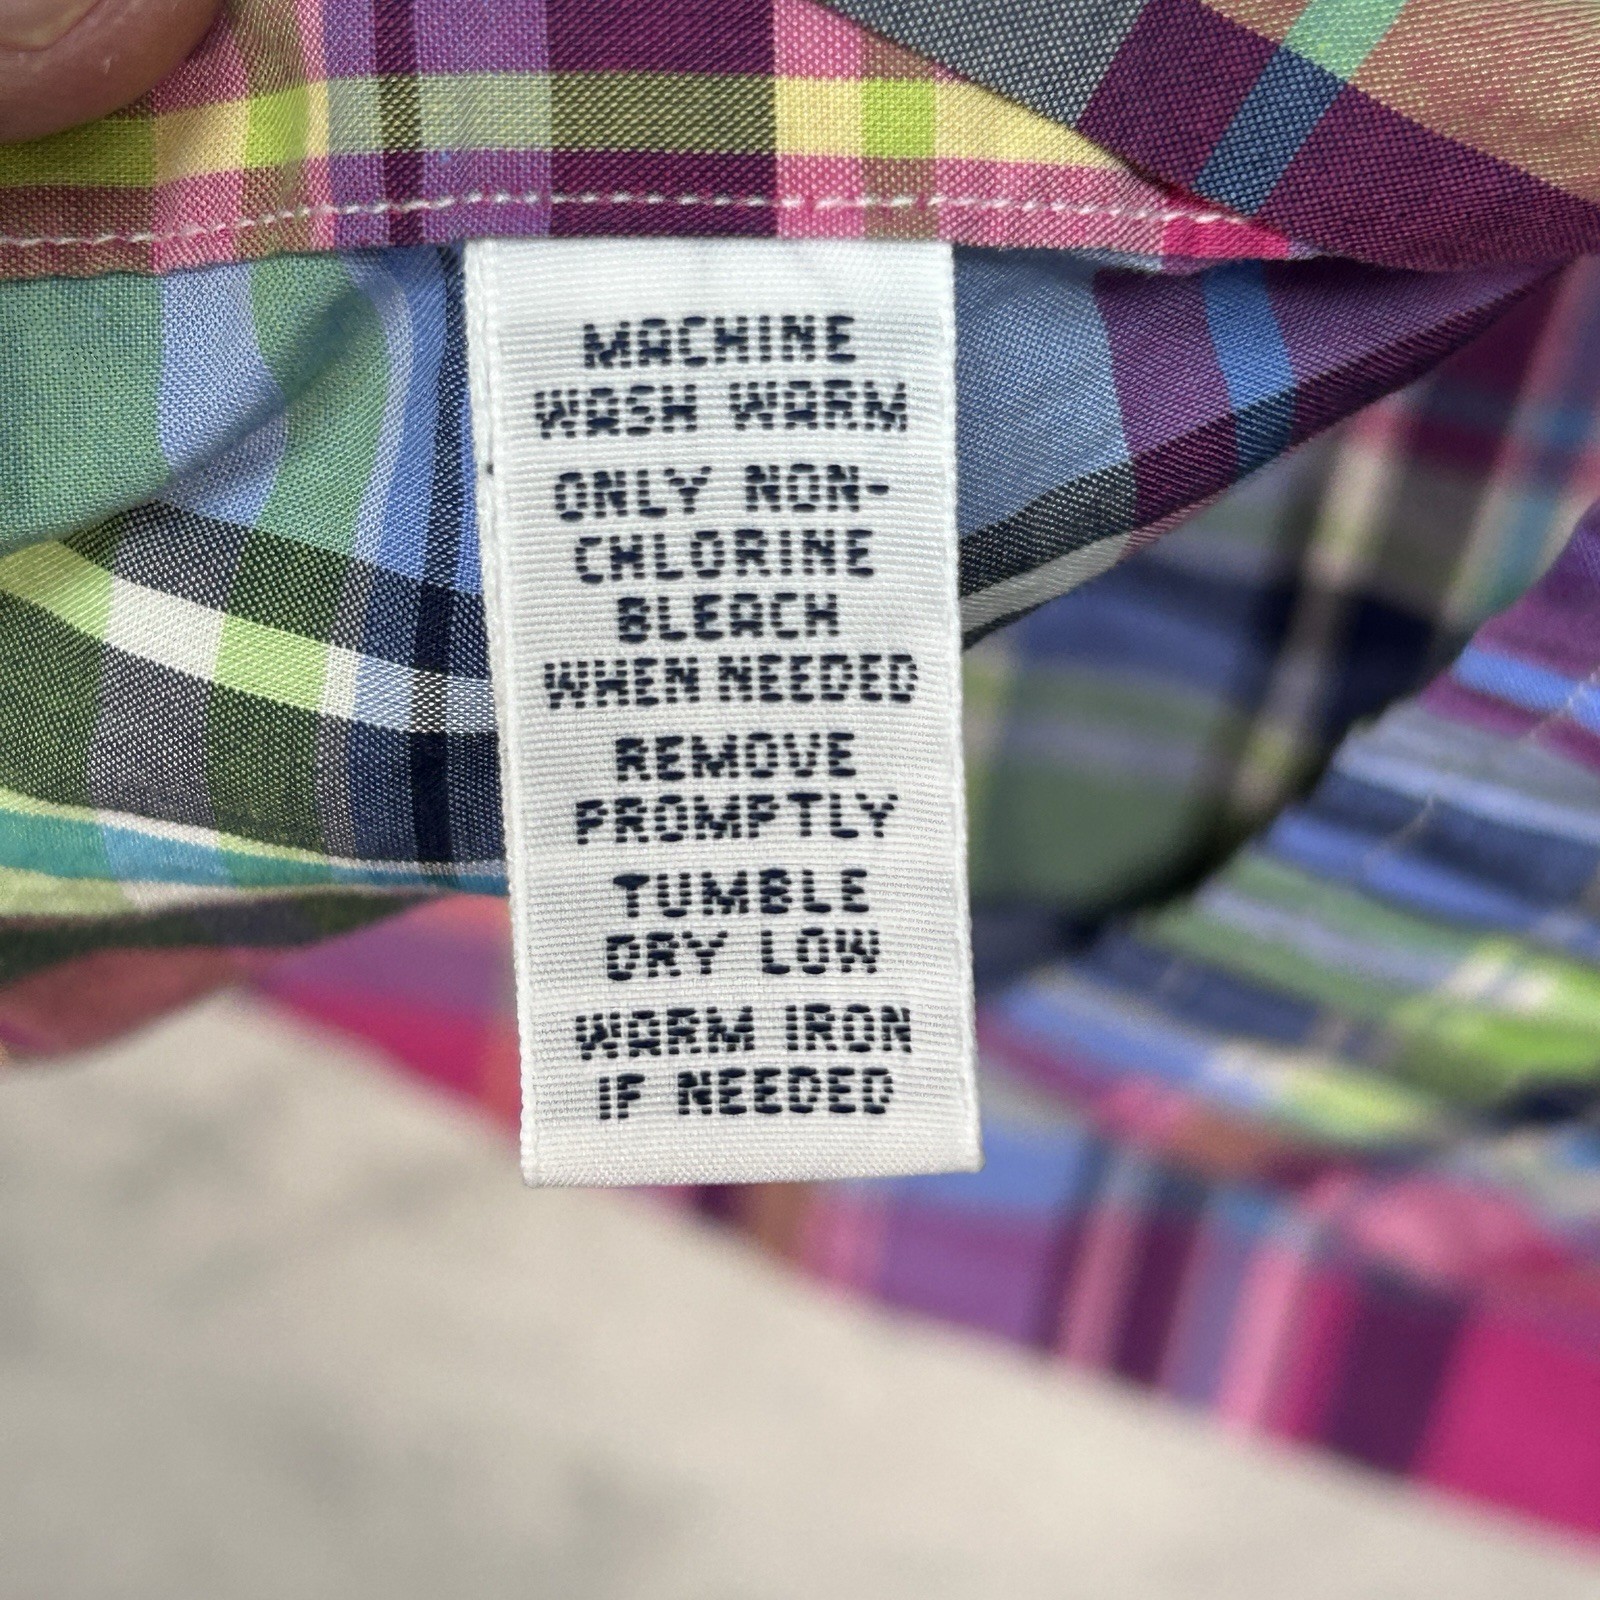 MACHINE
WASH WARM
ONLY NON-
CHLORINE
BLEACH
WHEN NEEDED
REMOVE
PROMPTLY
TUMBLE
DRY LOW
WARM IRON
IF NEEDED